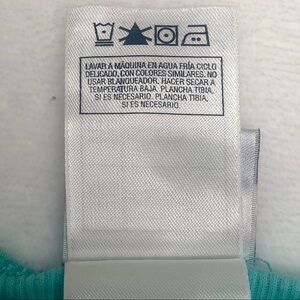 LAVAR A MÁQUINA EN AGUA FRÍA CICLO
DELICADO, CON COLORES SIMILARES. NO
USAR BLANQUEADOR. HACER SECAR A
TEMPERATURA BAJA. PLANCHA TIBIA,
SI ES NECESARIO. PLANCHA TIBIA,
SI ES NECESARIO.